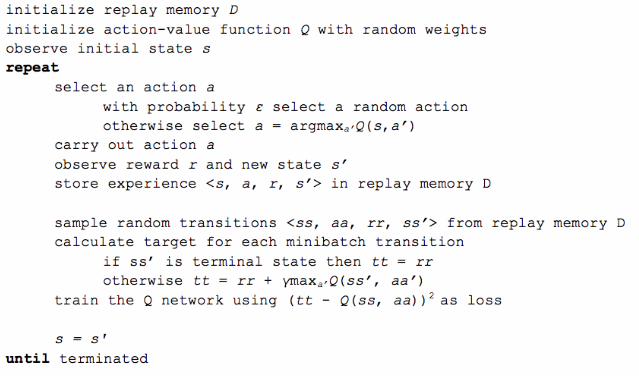 initialize replay memory D
initialize action-value function Q with random weights
observe initial state s
repeat
select an action a
with probability ε select a random action
otherwise select a = argmaxₐ′Q(s,a′)
carry out action a
observe reward r and new state s′
store experience <s, a, r, s′> in replay memory D
sample random transitions <ss, aa, rr, ss′> from replay memory D
calculate target for each minibatch transition
if ss′ is terminal state then tt = rr
otherwise tt = rr + γmaxₐ′Q(ss′, aa′)
train the Q network using (tt - Q(ss, aa))² as loss
s = s'
until terminated